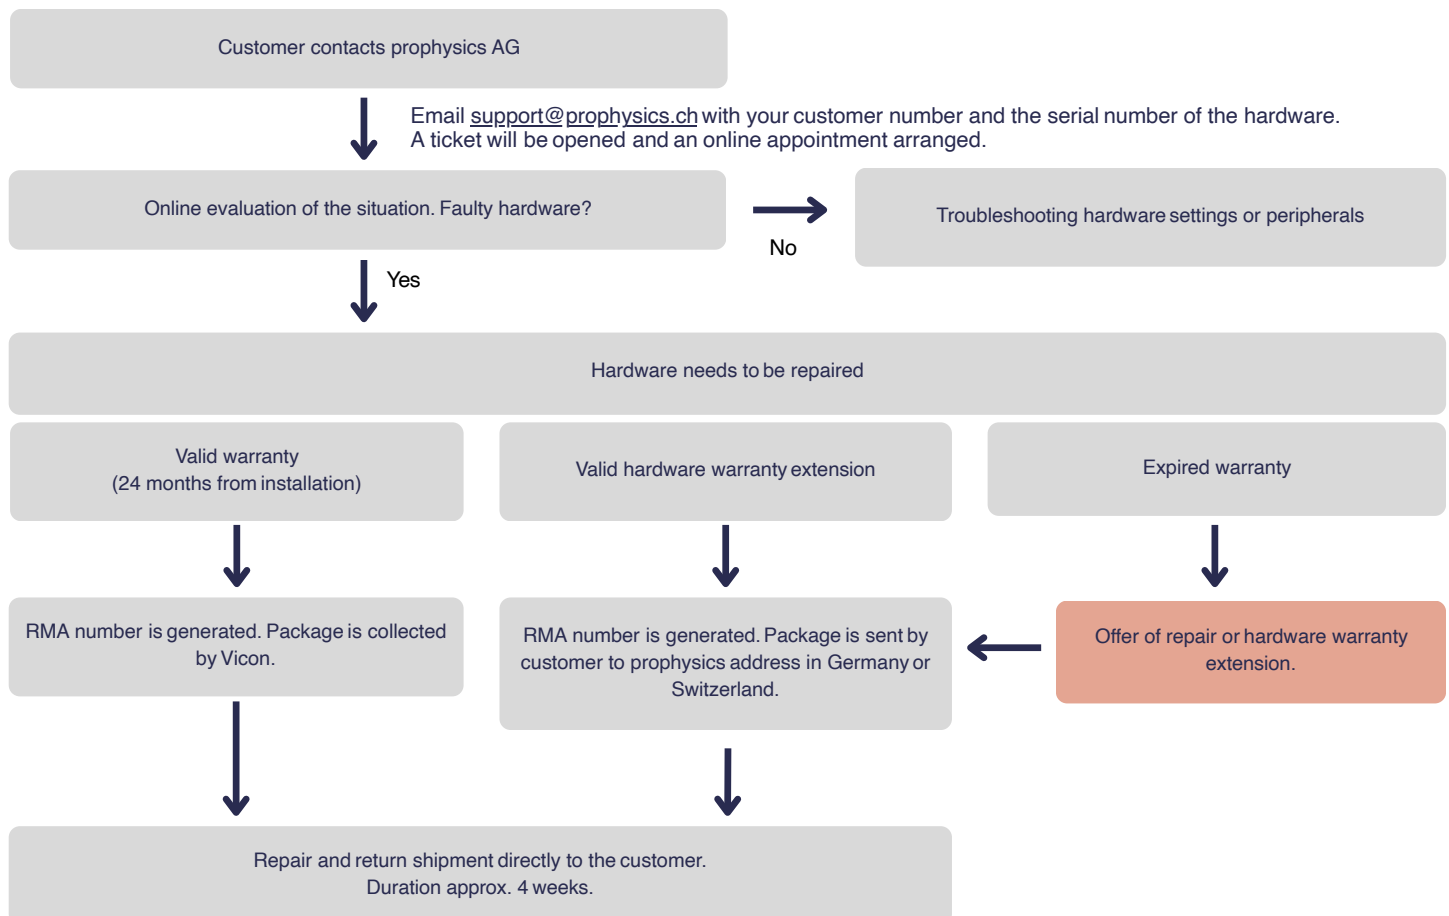 Customer contacts prophysics AG
Email support@prophysics.ch with your customer number and the serial number of the hardware.
A ticket will be opened and an online appointment arranged.
Online evaluation of the situation. Faulty hardware?
No
Troubleshooting hardware settings or peripherals
Yes
Hardware needs to be repaired
Valid warranty
(24 months from installation)
Valid hardware warranty extension
Expired warranty
RMA number is generated. Package is collected
by Vicon.
RMA number is generated. Package is sent by
customer to prophysics address in Germany or
Switzerland.
Offer of repair or hardware warranty
extension.
Repair and return shipment directly to the customer.
Duration approx. 4 weeks.